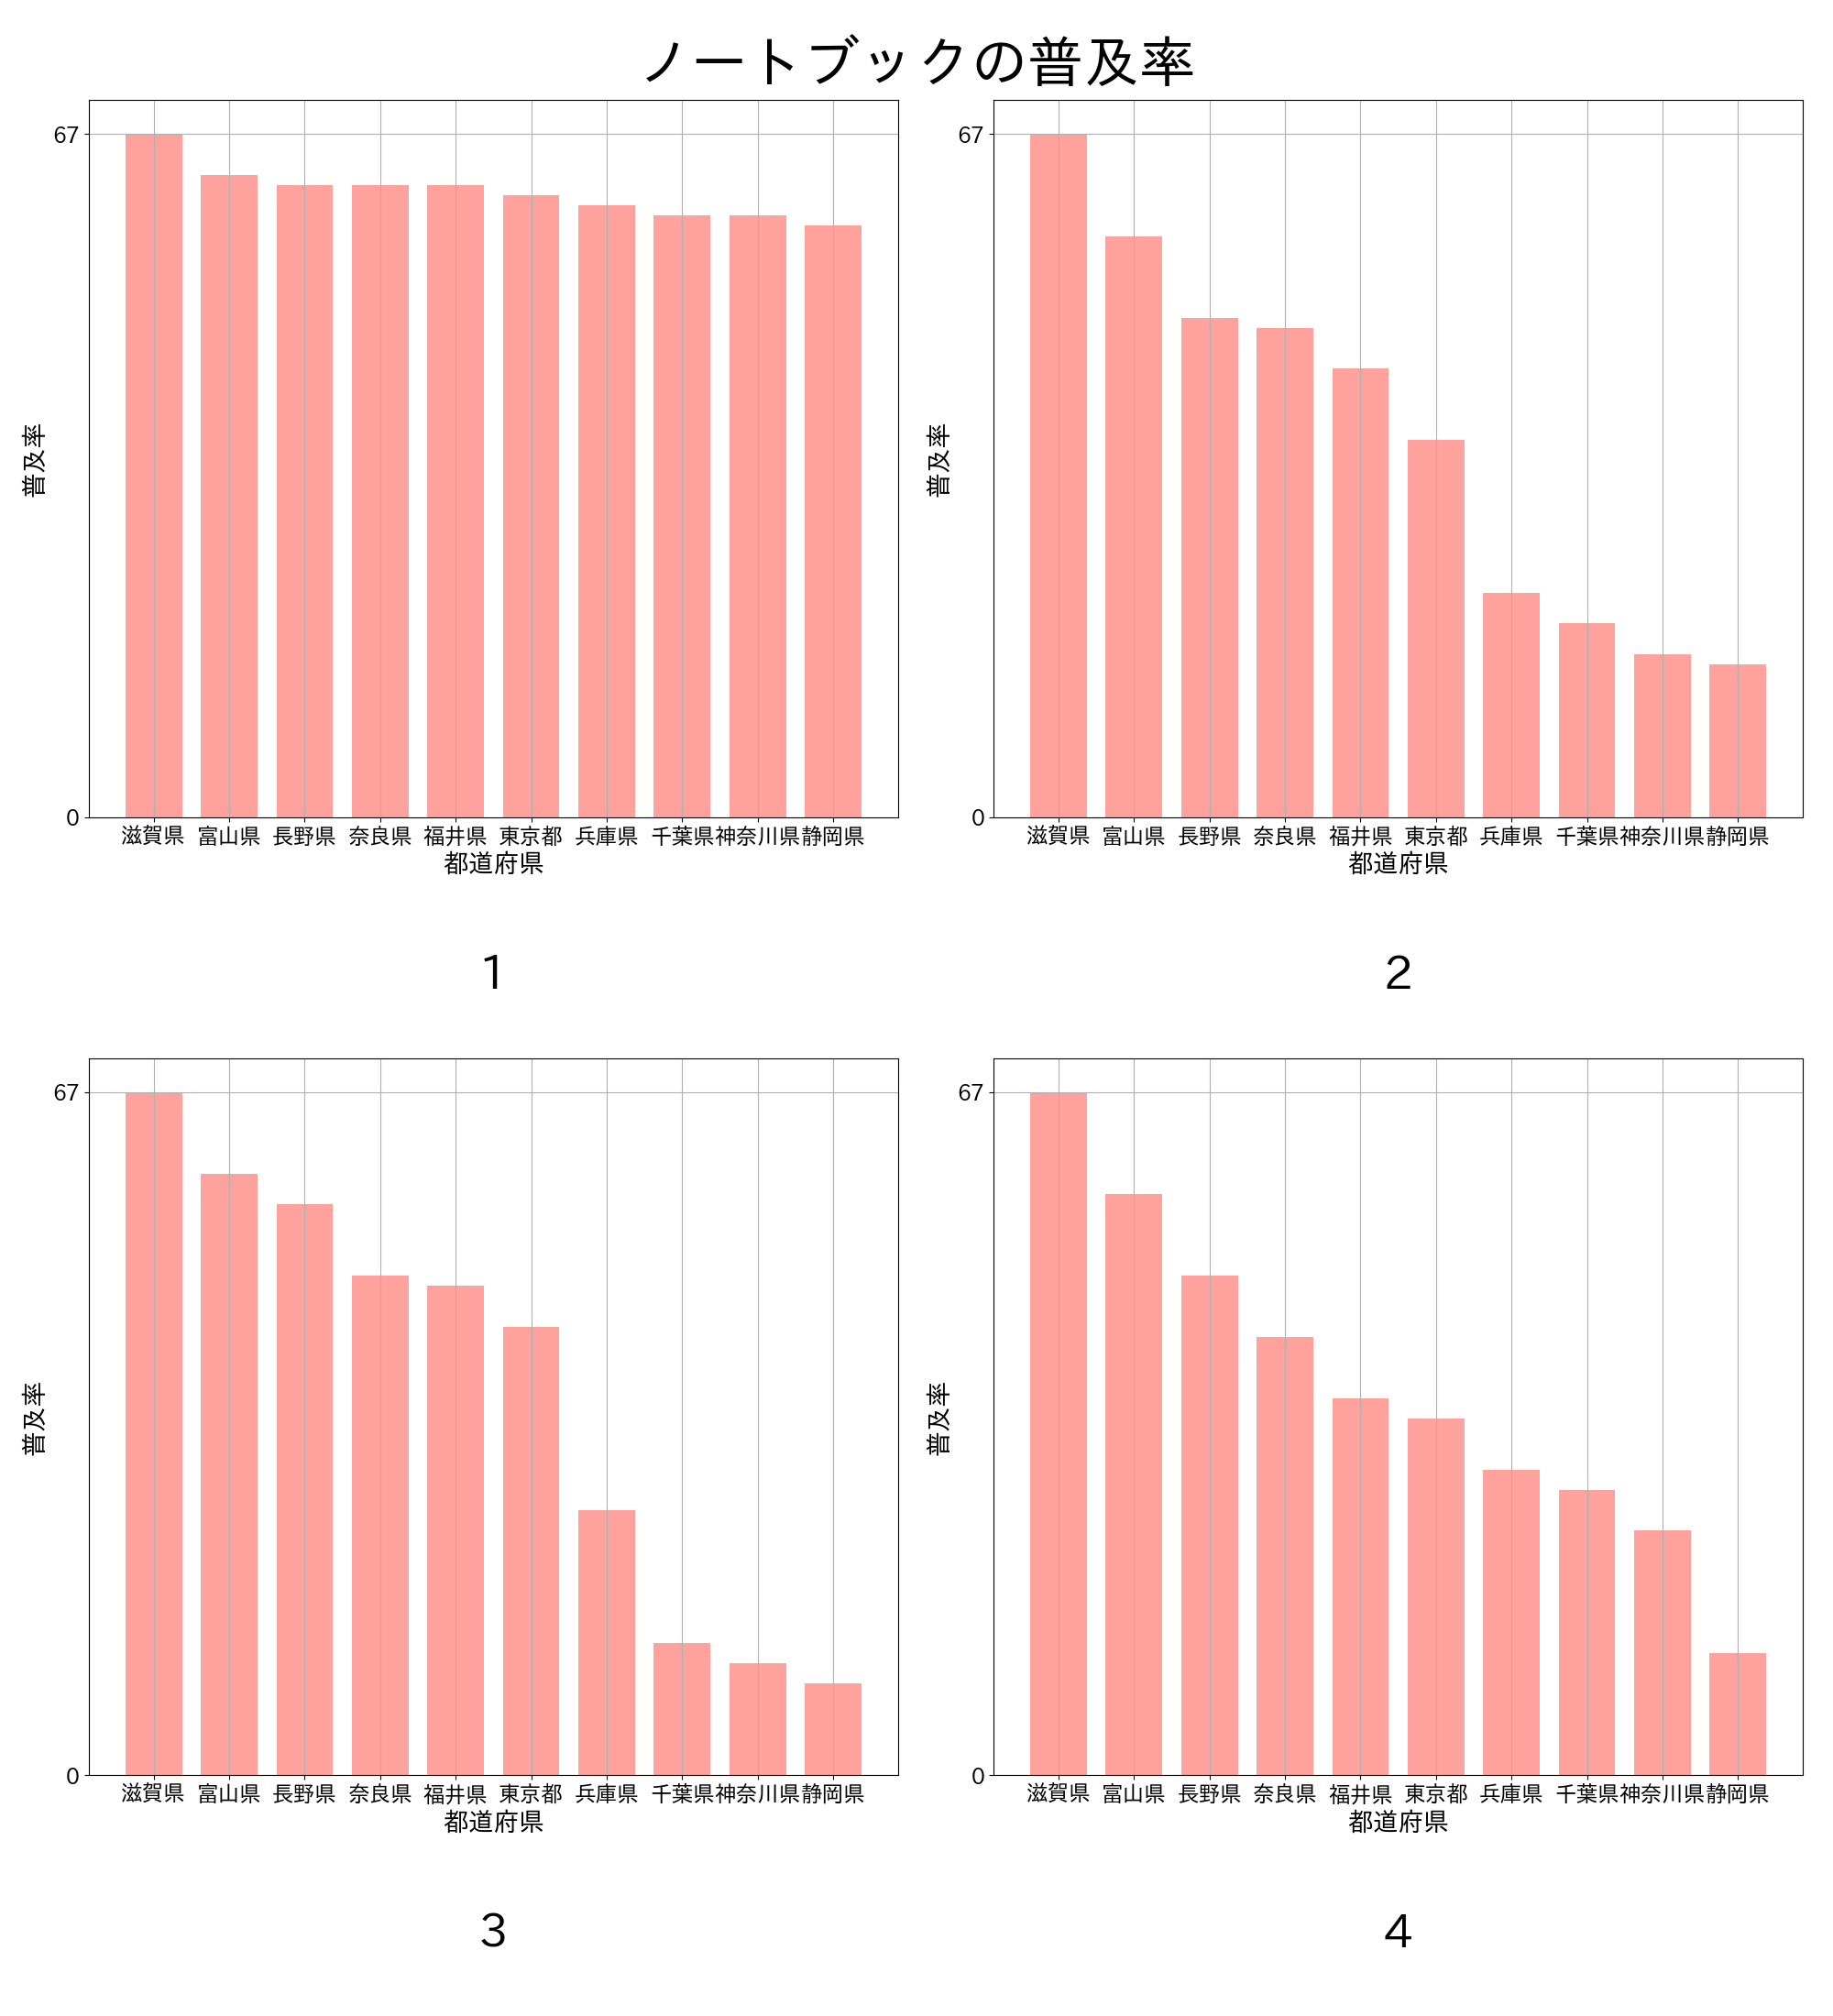 ノートブックの普及率
67
0
普及率
滋賀県 富山県 長野県 奈良県 福井県 東京都 兵庫県 千葉県 神奈川県 静岡県
都道府県
1
67
0
普及率
滋賀県 富山県 長野県 奈良県 福井県 東京都 兵庫県 千葉県 神奈川県 静岡県
都道府県
2
67
0
普及率
滋賀県 富山県 長野県 奈良県 福井県 東京都 兵庫県 千葉県 神奈川県 静岡県
都道府県
3
67
0
普及率
滋賀県 富山県 長野県 奈良県 福井県 東京都 兵庫県 千葉県 神奈川県 静岡県
都道府県
4